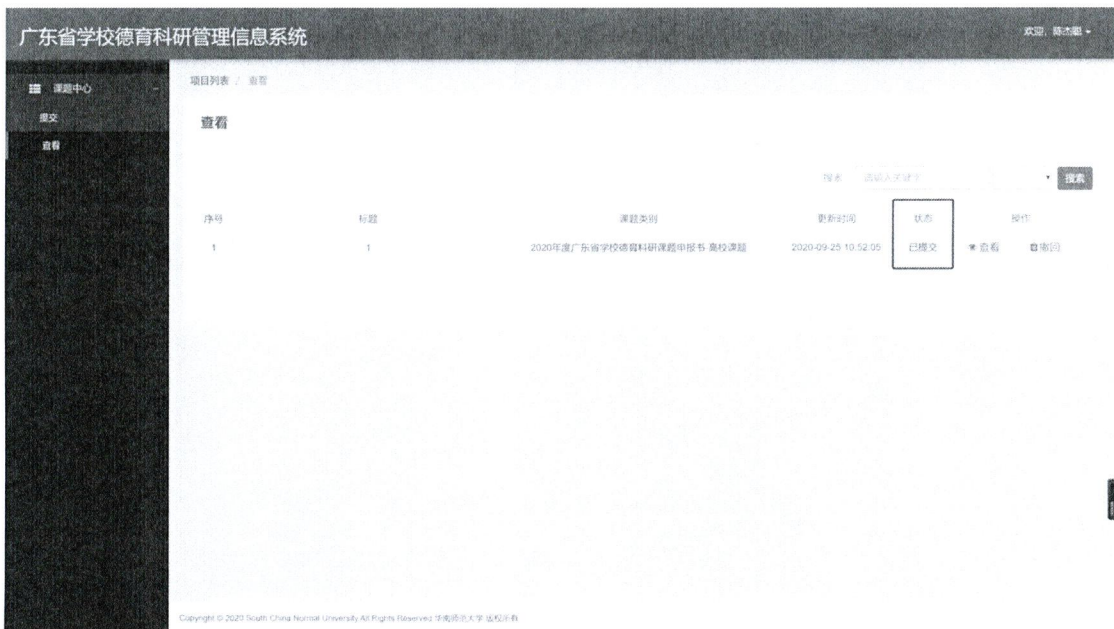 广东省学校德育科研管理信息系统
欢迎,
课题中心
提交
查看
项目列表 / 查看
查看
搜索 请输入关键字 搜索
序号 标题 课题类别 更新时间 状态 操作
1 1 2020年度广东省学校德育科研课题申报书-高校课题 2020-09-25 10:52:05 已提交 查看 撤回
Copyright © 2020 South China Normal University All Rights Reserved 华南师范大学 版权所有